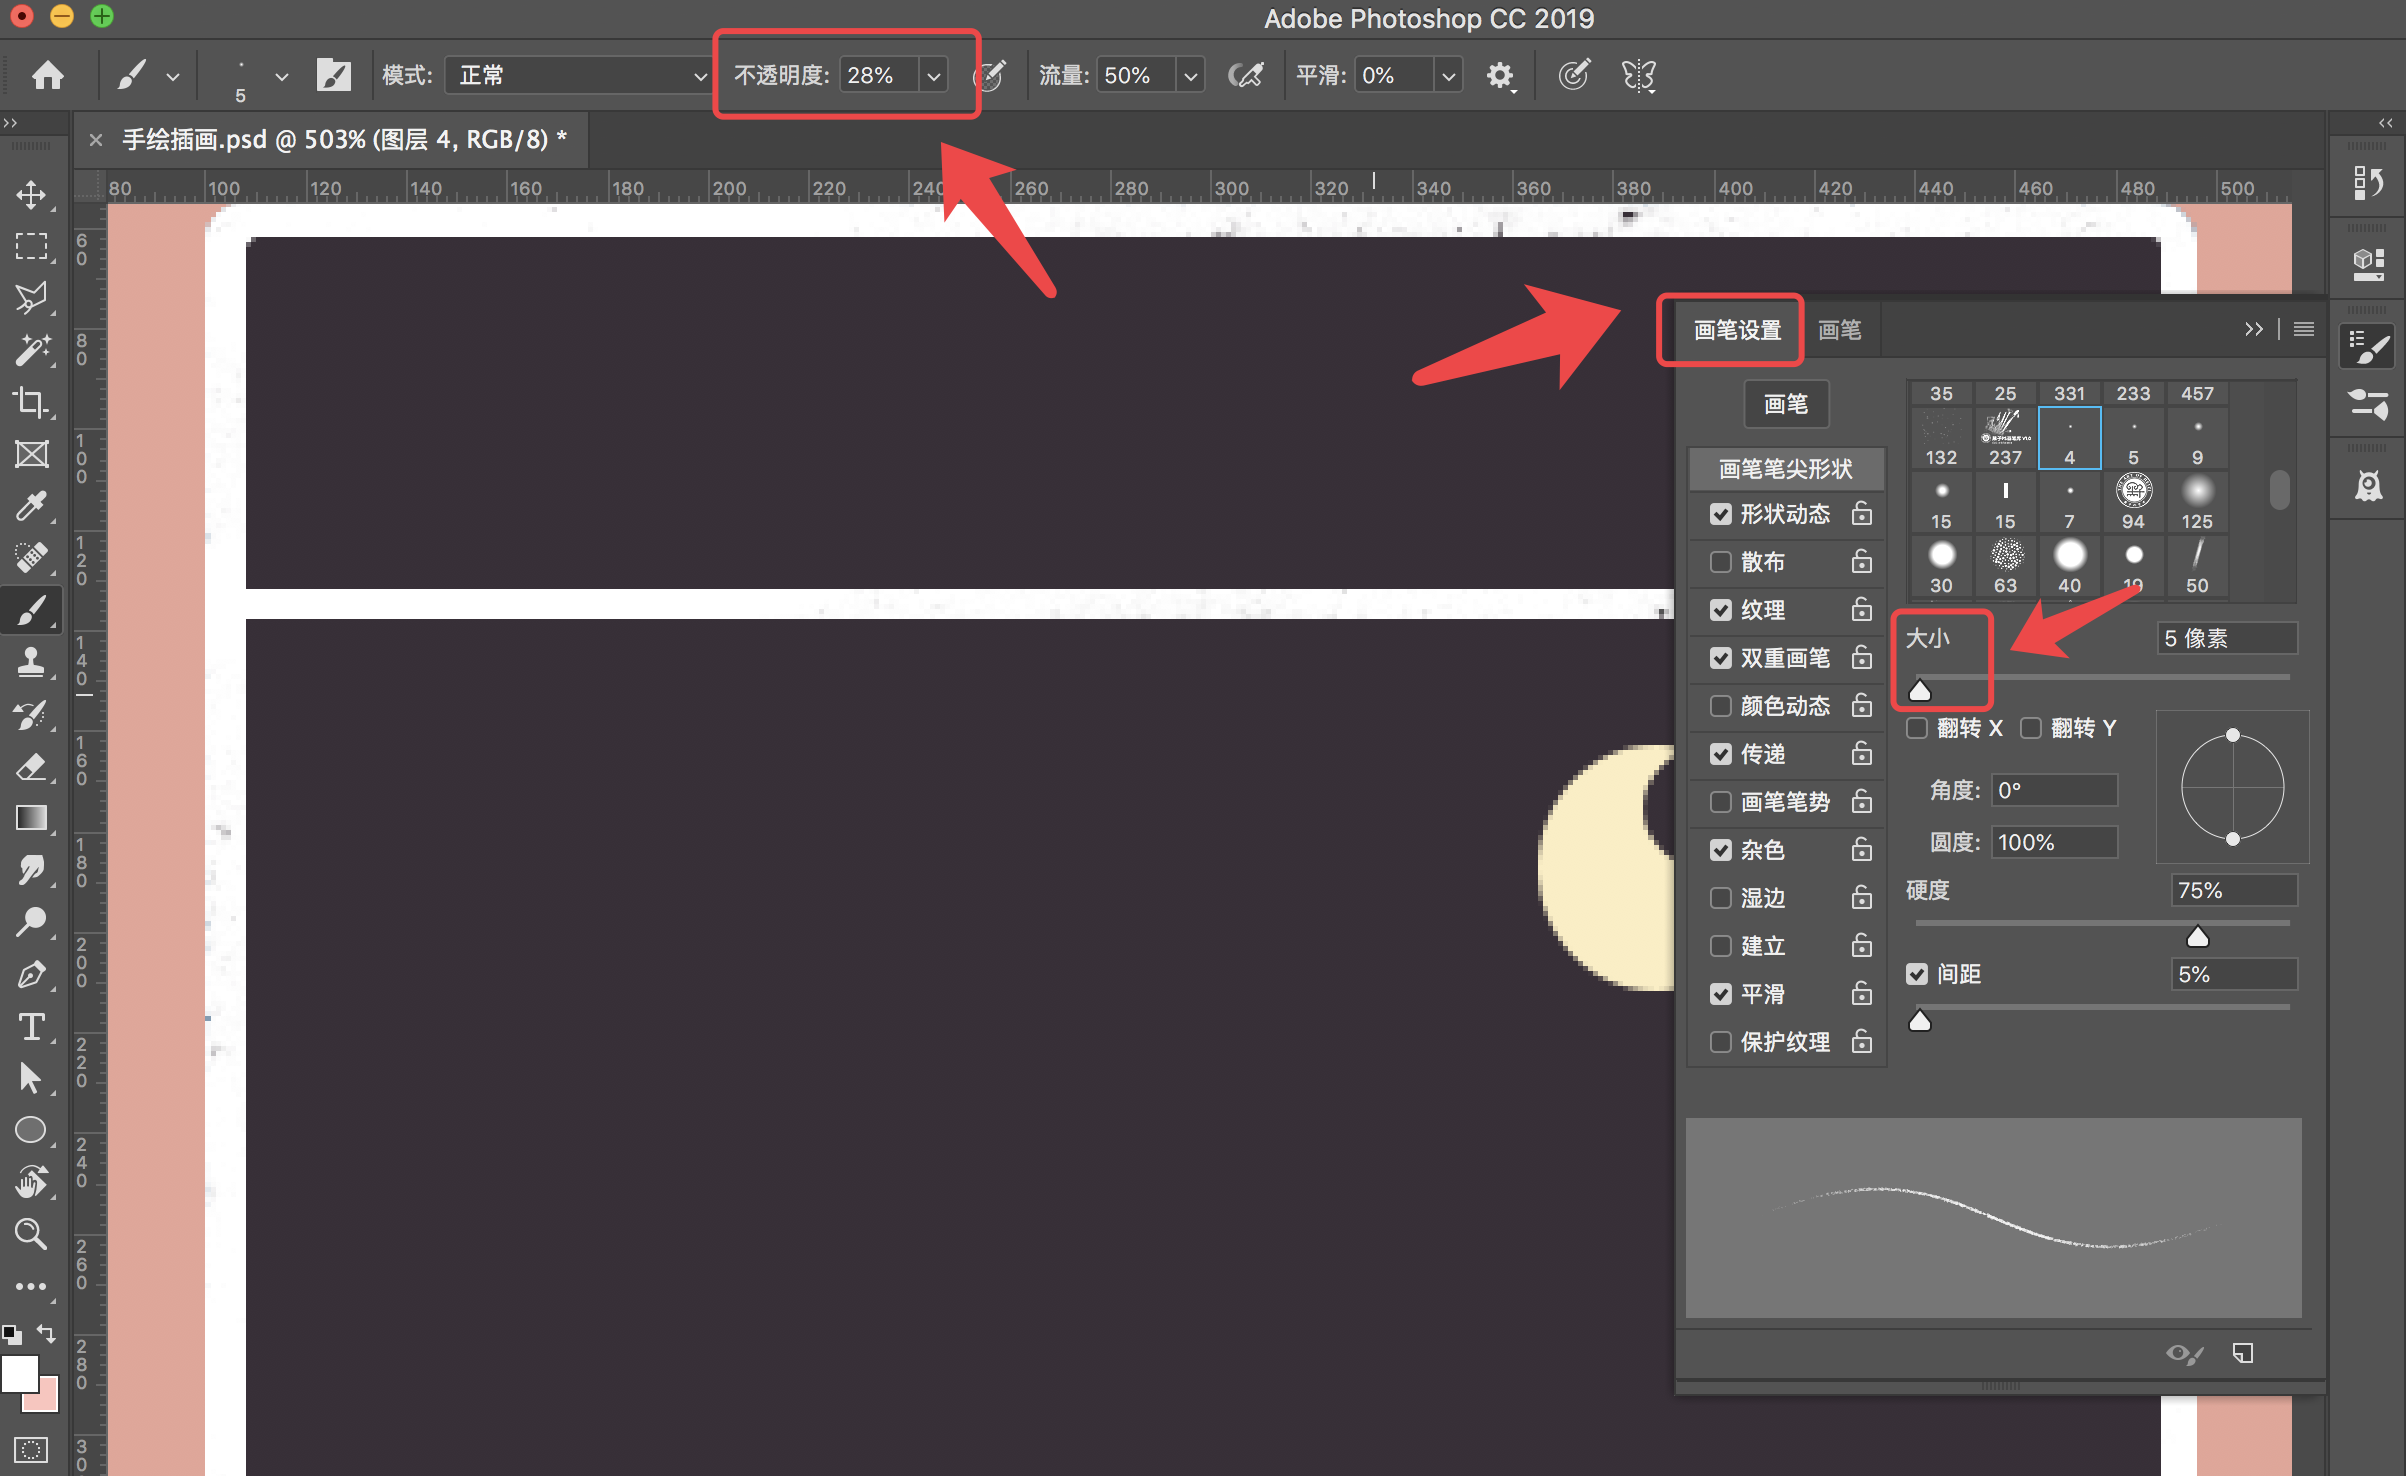 Adobe Photoshop CC 2019
5
模式: 正常
不透明度: 28%
流量: 50%
平滑: 0%
手绘插画.psd @ 503% (图层 4, RGB/8) *
80 100 120 140 160 180 200 220 240 260 280 300 320 340 360 380 400 420 440 460 480 500
60
80
100
120
140
160
180
200
220
240
260
280
30
画笔设置 画笔
画笔
35 25 331 233 457
132 237 4 5 9
15 15 7 94 125
30 63 40 19 50
画笔笔尖形状
形状动态
散布
纹理
双重画笔
颜色动态
传递
画笔笔势
杂色
湿边
建立
平滑
保护纹理
大小 5 像素
翻转 X 翻转 Y
角度: 0°
圆度: 100%
硬度 75%
间距 5%